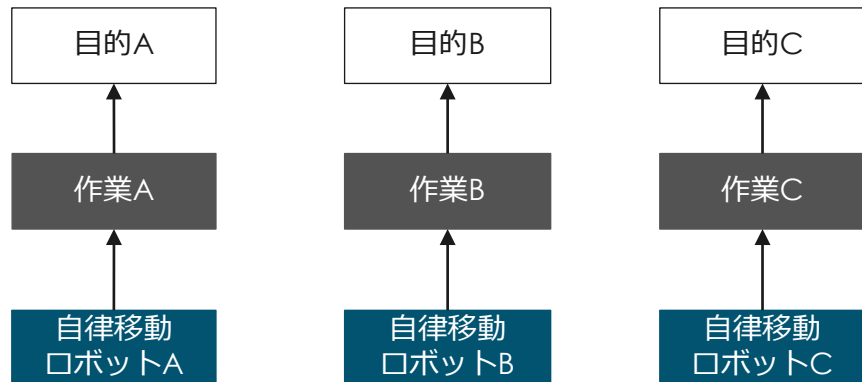 目的A
目的B
目的C
作業A
作業B
作業C
自律移動
ロボットA
自律移動
ロボットB
自律移動
ロボットC